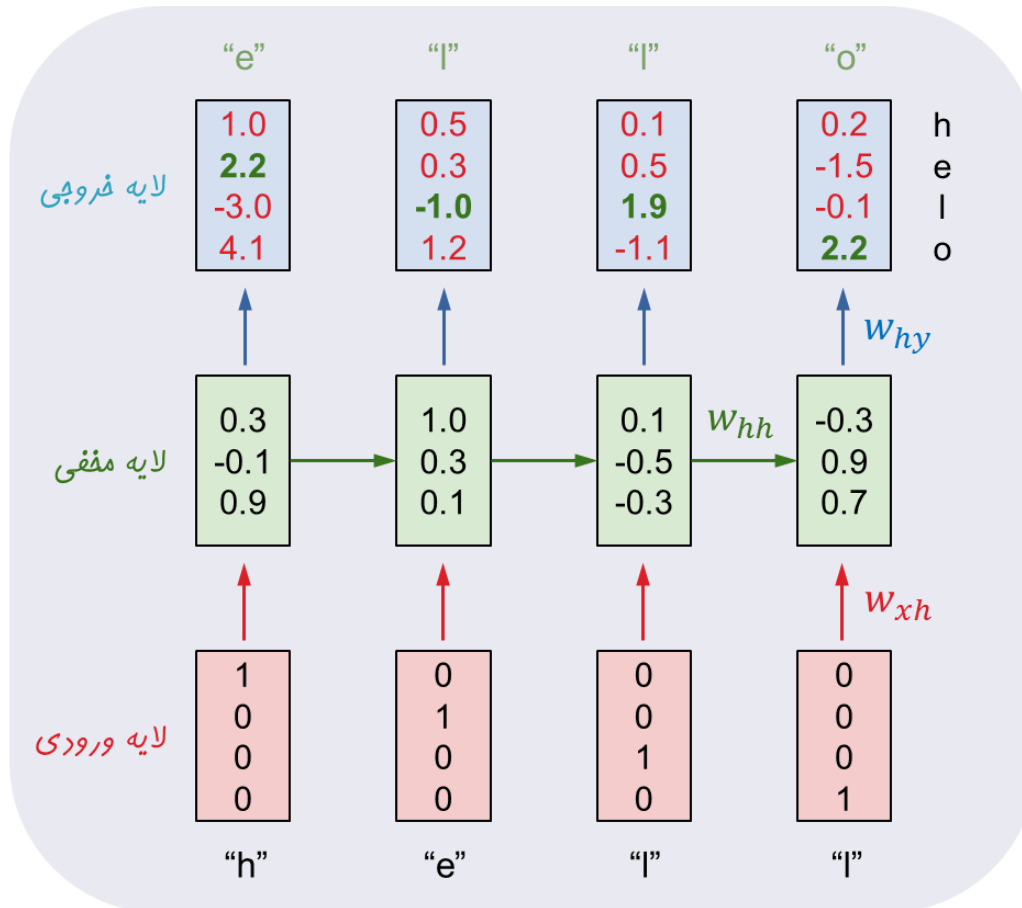 “e” “l” “l” “o”
1.0 0.5 0.1 0.2 h
2.2 0.3 0.5 -1.5 e
لایه خروجی
-3.0 -1.0 1.9 -0.1 l
4.1 1.2 -1.1 2.2 o
w_hy
0.3 1.0 0.1 w_hh -0.3
لایه مخفی
-0.1 0.3 -0.5 0.9
0.9 0.1 -0.3 0.7
w_xh
1 0 0 0
0 1 0 0
لایه ورودی
0 0 1 0
0 0 0 1
“h” “e” “l” “l”